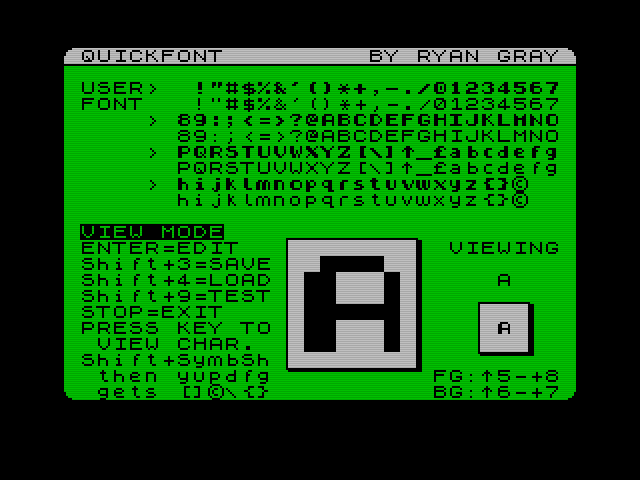 QUICKFONT BY RYAN GRAY
USER> !"#$%&'()*+,-./01234567
FONT !"#$%&'()*+,-./01234567
> 89:;<=>?@ABCDEFGHIJKLMNO
89:;<=>?@ABCDEFGHIJKLMNO
> PQRSTUVWXYZ[\]↑_£abcdefg
PQRSTUVWXYZ[\]↑_£abcdefg
> hijklmnopqrstuvwxyz{}©
hijklmnopqrstuvwxyz{}©
VIEW MODE
ENTER=EDIT
Shift+3=SAVE
Shift+4=LOAD
Shift+9=TEST
STOP=EXIT
PRESS KEY TO
VIEW CHAR.
Shift+SymbSh
then yupdfg
gets []©\{}
A
VIEWING
A
A
FG:↑5-+8
BG:↑6-+7